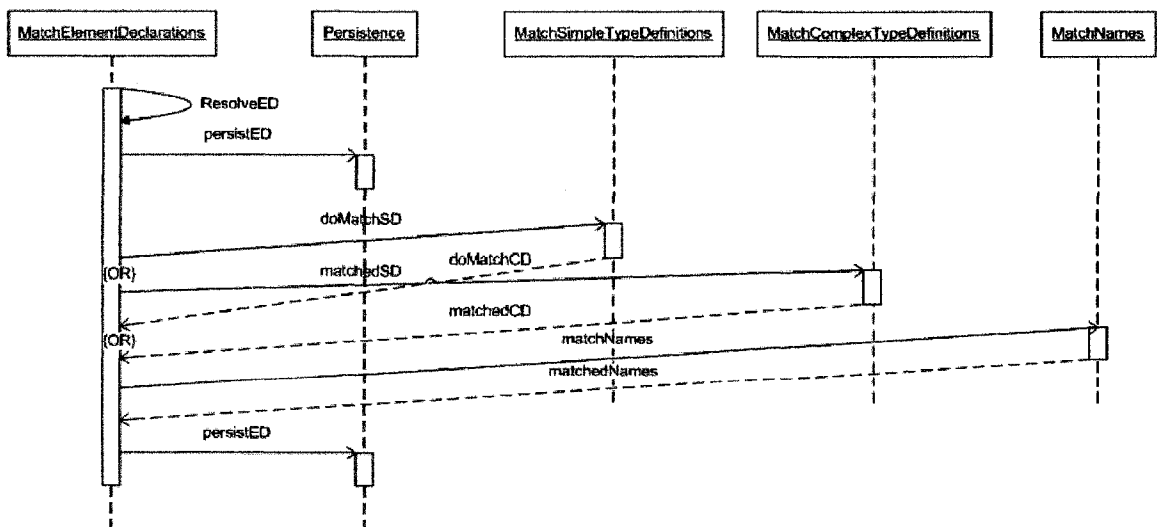 MatchElementDeclarations
Persistence
MatchSimpleTypeDefinitions
MatchComplexTypeDefinitions
MatchNames
ResolveED
persistED
doMatchSD
{OR}
matchedSD
doMatchCD
matchedCD
{OR}
matchNames
matchedNames
persistED